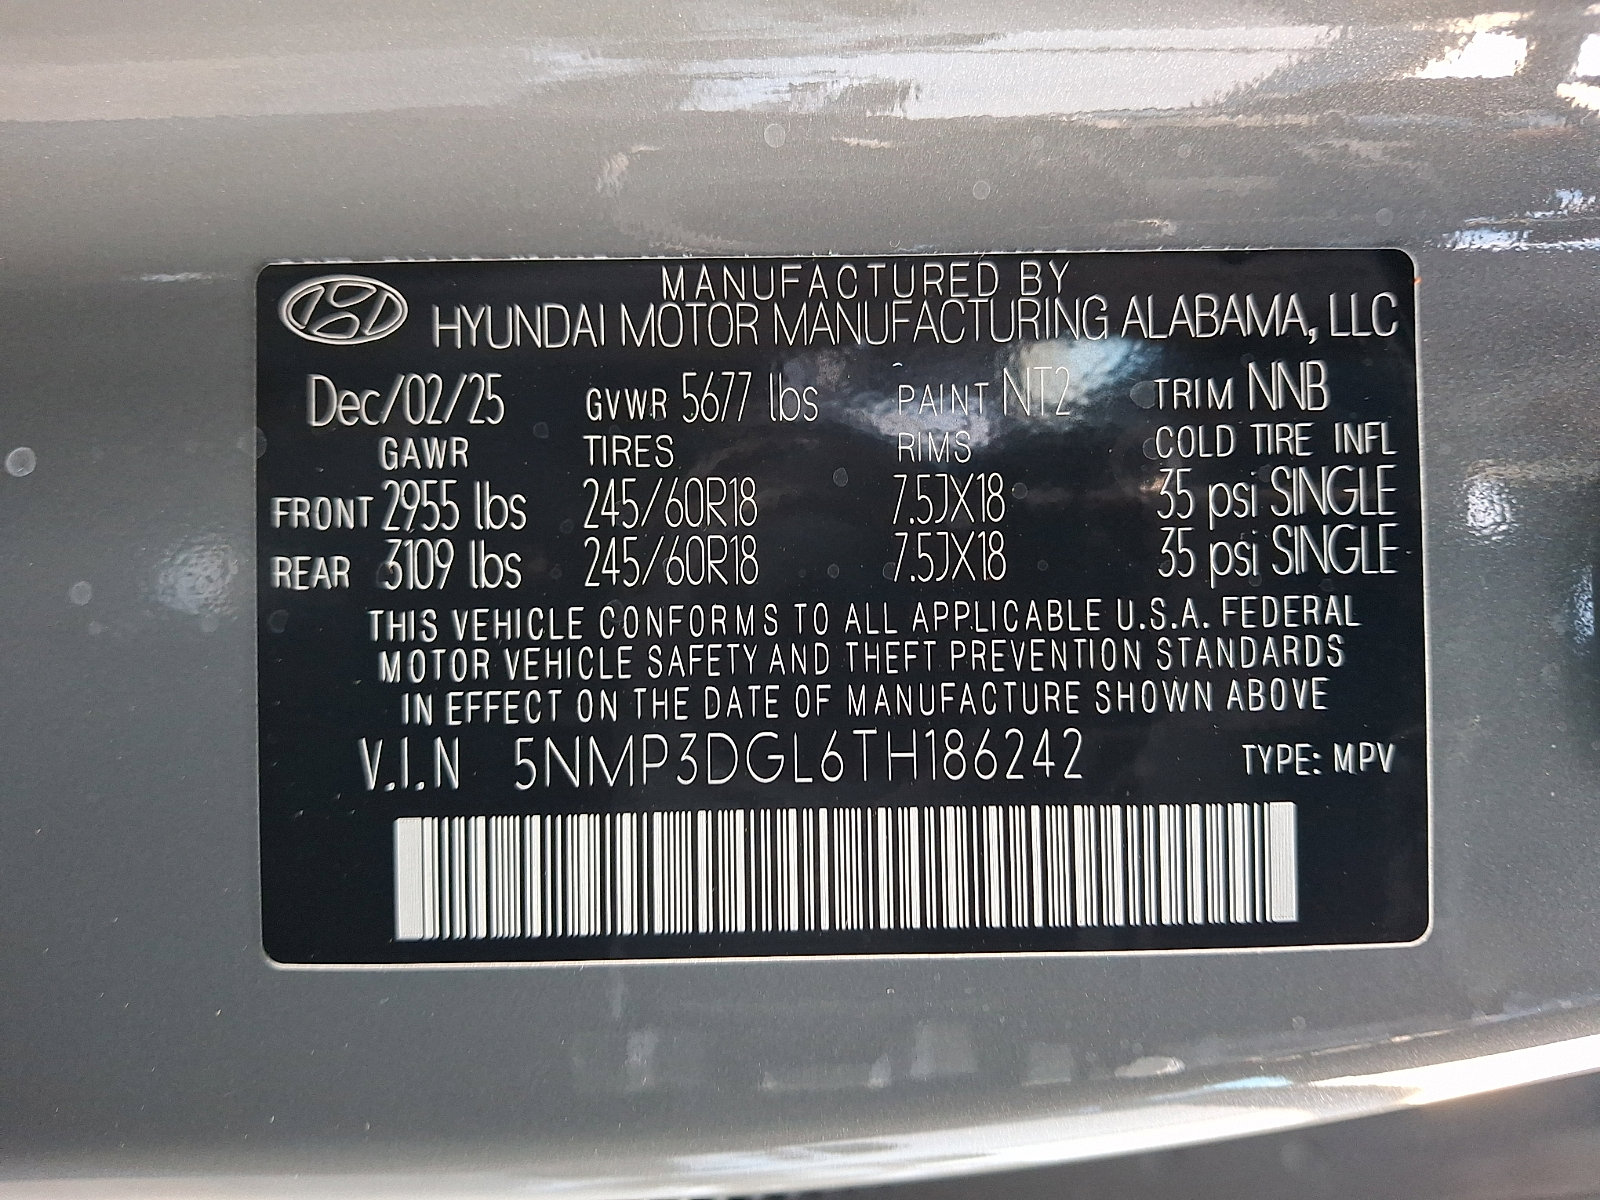 MANUFACTURED BY
HYUNDAI MOTOR MANUFACTURING ALABAMA, LLC
Dec/02/25 GVWR 5677 lbs PAINT NT2 TRIM NNB
GAWR TIRES RIMS COLD TIRE INFL
FRONT 2955 lbs 245/60R18 7.5JX18 35 psi SINGLE
REAR 3109 lbs 245/60R18 7.5JX18 35 psi SINGLE
THIS VEHICLE CONFORMS TO ALL APPLICABLE U.S.A. FEDERAL
MOTOR VEHICLE SAFETY AND THEFT PREVENTION STANDARDS
IN EFFECT ON THE DATE OF MANUFACTURE SHOWN ABOVE
V.I.N 5NMP3DGL6TH186242 TYPE: MPV